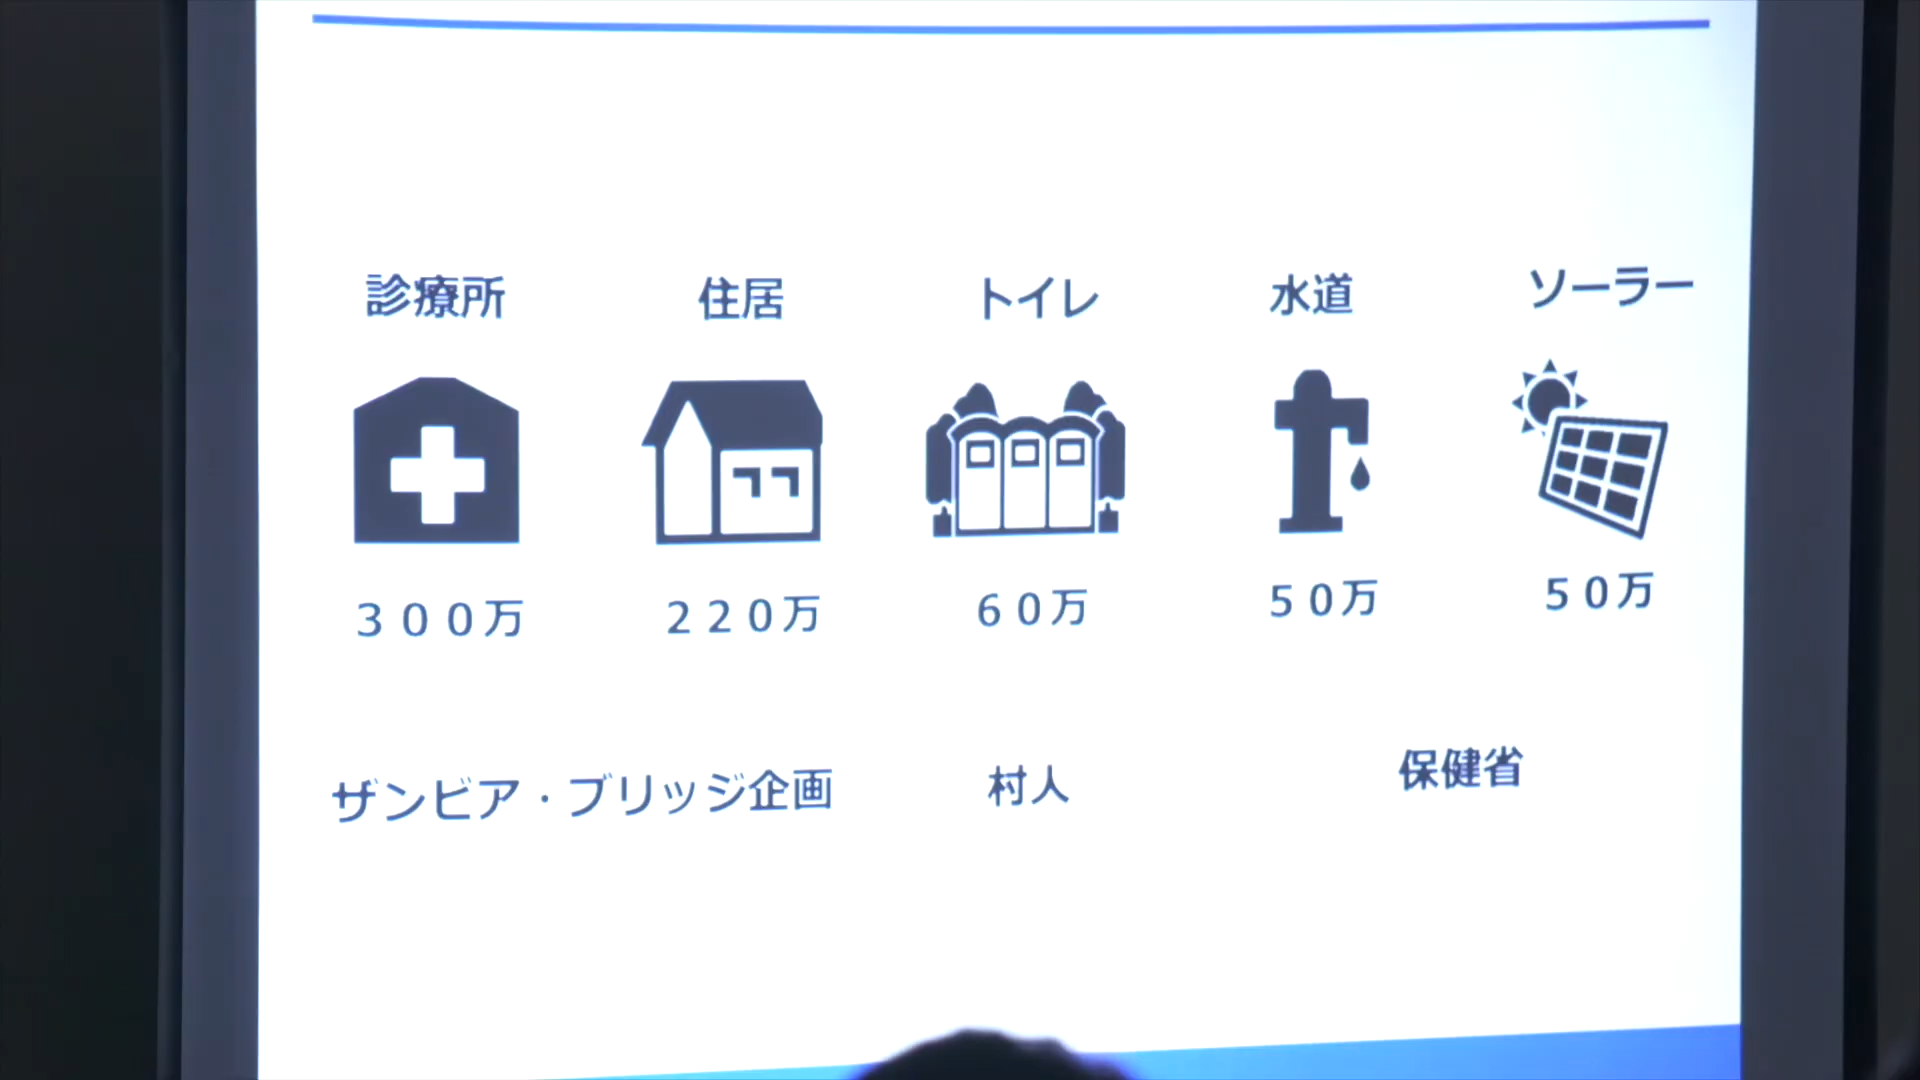 診療所 住居 トイレ 水道 ソーラー
３００万 ２２０万 ６０万 ５０万 ５０万
ザンビア・ブリッジ企画 村人 保健省